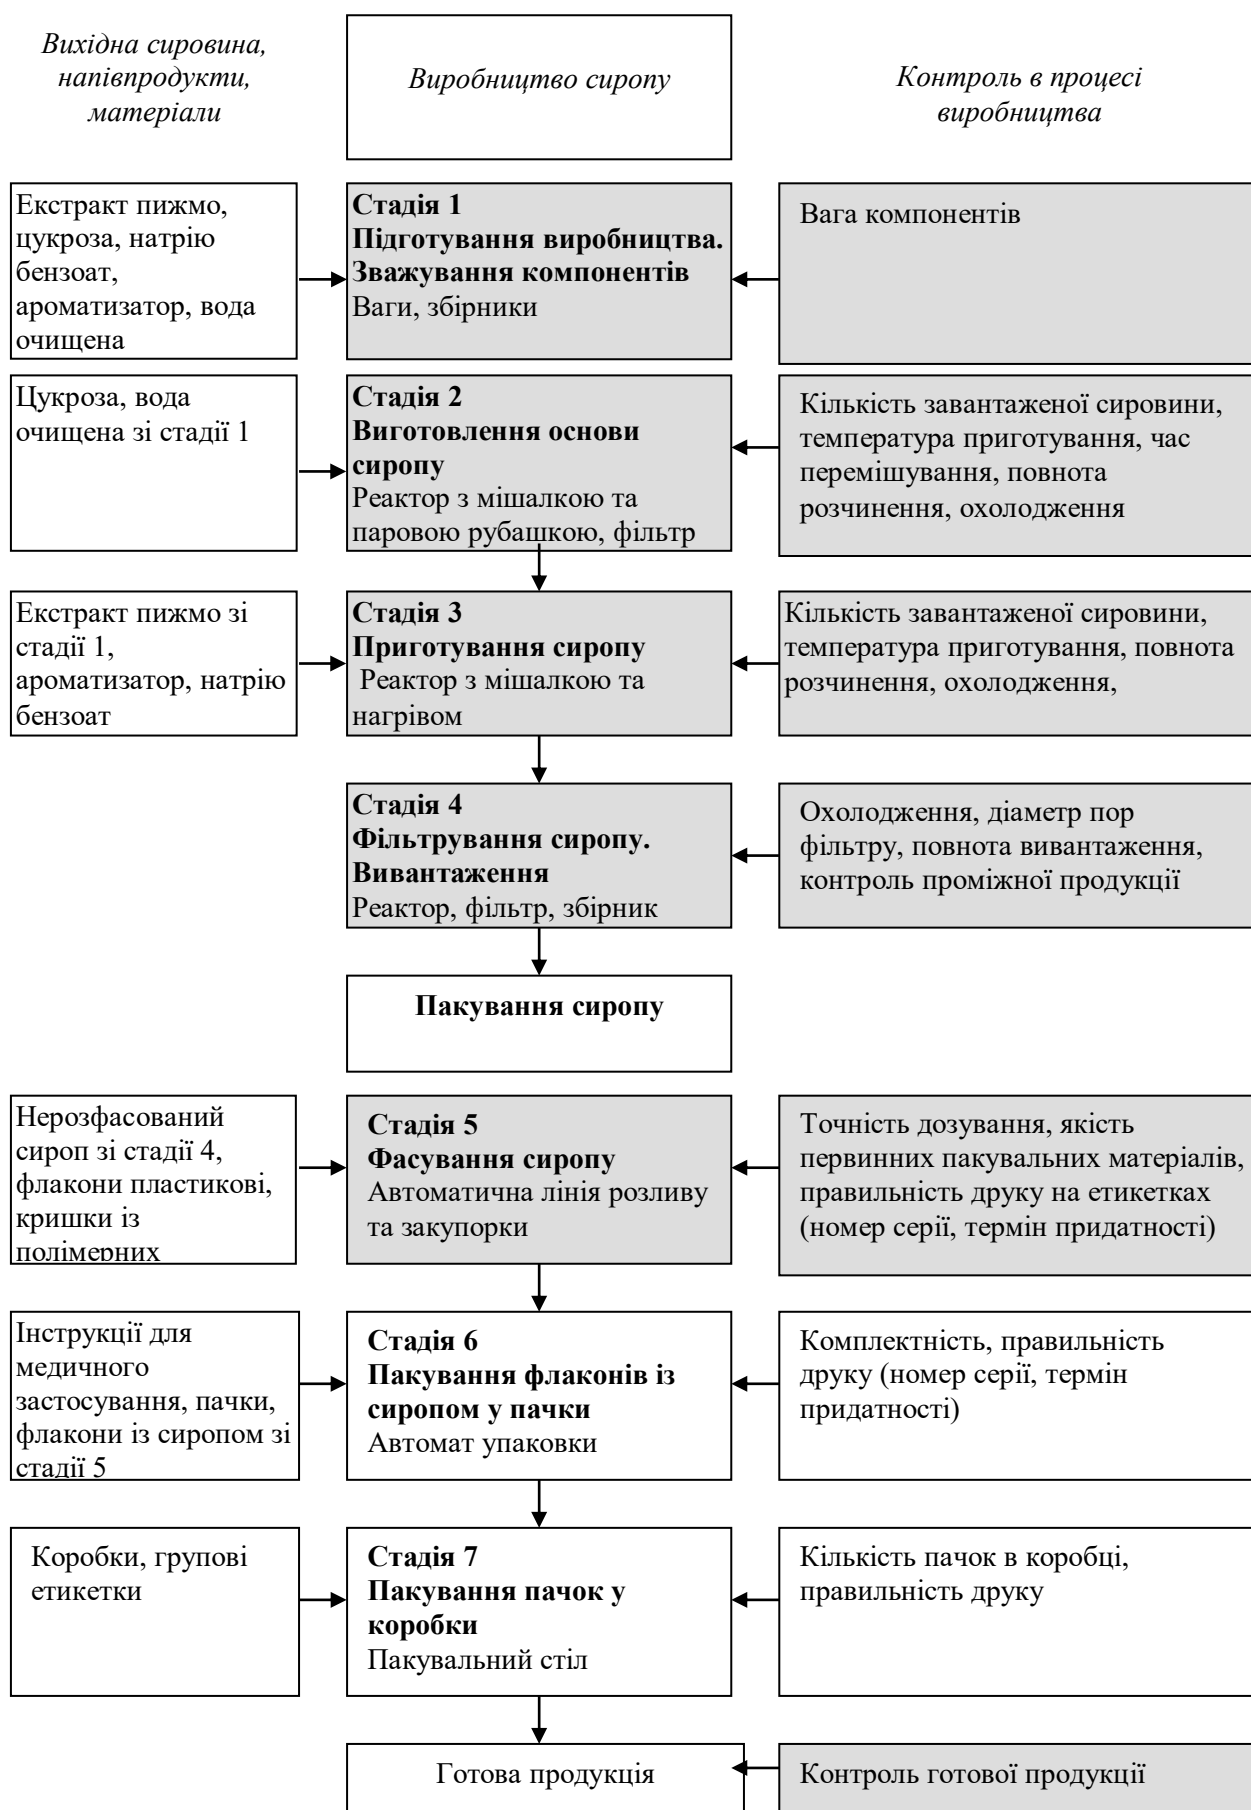 Вихідна сировина,
напівпродукти,
матеріали
Виробництво сиропу
Контроль в процесі
виробництва
Екстракт пижмо,
цукроза, натрію
бензоат,
ароматизатор, вода
очищена
Стадія 1
Підготування виробництва.
Зважування компонентів
Ваги, збірники
Вага компонентів
Цукроза, вода
очищена зі стадії 1
Стадія 2
Виготовлення основи
сиропу
Реактор з мішалкою та
паровою рубашкою, фільтр
Кількість завантаженої сировини,
температура приготування, час
перемішування, повнота
розчинення, охолодження
Екстракт пижмо зі
стадії 1,
ароматизатор, натрію
бензоат
Стадія 3
Приготування сиропу
Реактор з мішалкою та
нагрівом
Кількість завантаженої сировини,
температура приготування, повнота
розчинення, охолодження,
Стадія 4
Фільтрування сиропу.
Вивантаження
Реактор, фільтр, збірник
Охолодження, діаметр пор
фільтру, повнота вивантаження,
контроль проміжної продукції
Пакування сиропу
Нерозфасований
сироп зі стадії 4,
флакони пластикові,
кришки із
полімерних
Стадія 5
Фасування сиропу
Автоматична лінія розливу
та закупорки
Точність дозування, якість
первинних пакувальних матеріалів,
правильність друку на етикетках
(номер серії, термін придатності)
Інструкції для
медичного
застосування, пачки,
флакони із сиропом зі
стадії 5
Стадія 6
Пакування флаконів із
сиропом у пачки
Автомат упаковки
Комплектність, правильність
друку (номер серії, термін
придатності)
Коробки, групові
етикетки
Стадія 7
Пакування пачок у
коробки
Пакувальний стіл
Кількість пачок в коробці,
правильність друку
Готова продукція
Контроль готової продукції